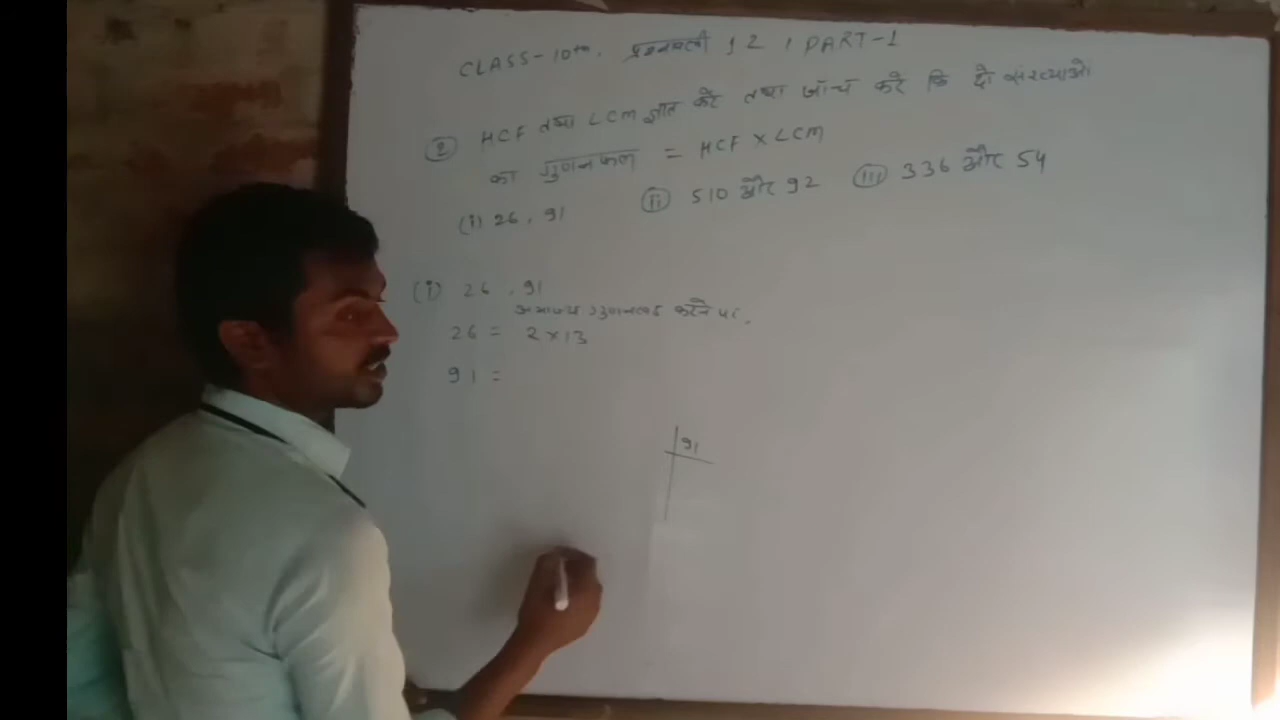 CLASS-10th, प्रश्नावली 1.2, PART-1
② HCF तथा LCM ज्ञात करें तथा जाँच करें कि दो संख्याओं
का गुणनफल = HCF × LCM
(i) 26, 91 (ii) 510 और 92 (iii) 336 और 54
(i) 26, 91
अभाज्य गुणनखंड करने पर,
26 = 2×13
91 =
91